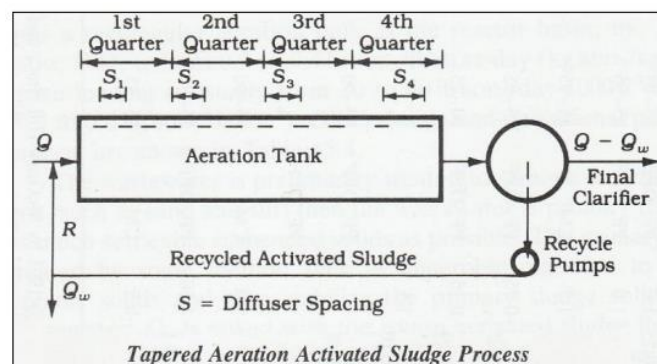 1st 2nd 3rd 4th
Quarter Quarter Quarter Quarter
S1 S2 S3 S4
Q Aeration Tank Q - Qw
Final
Clarifier
R
Recycle
Pumps
Recycled Activated Sludge
Qw
S = Diffuser Spacing
Tapered Aeration Activated Sludge Process